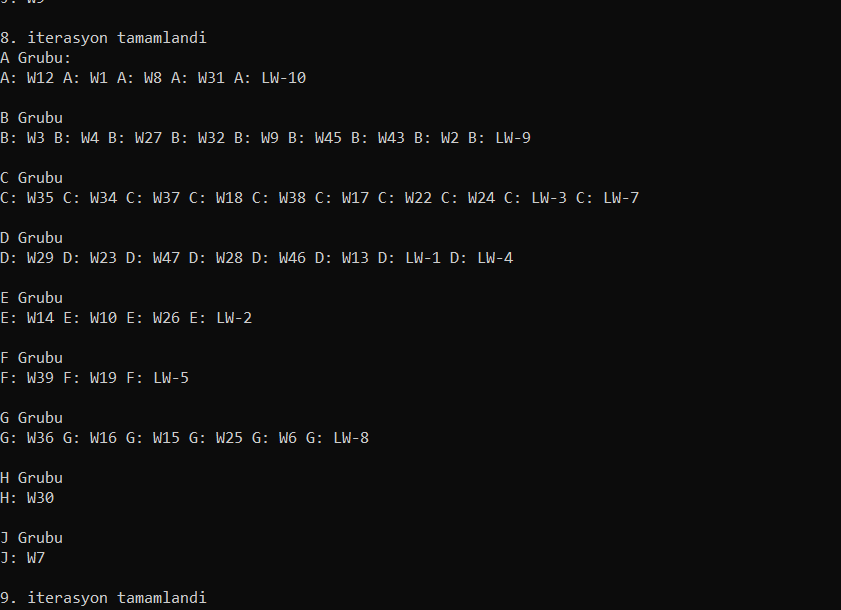 J: W9
8. iterasyon tamamlandi
A Grubu:
A: W12 A: W1 A: W8 A: W31 A: LW-10
B Grubu
B: W3 B: W4 B: W27 B: W32 B: W9 B: W45 B: W43 B: W2 B: LW-9
C Grubu
C: W35 C: W34 C: W37 C: W18 C: W38 C: W17 C: W22 C: W24 C: LW-3 C: LW-7
D Grubu
D: W29 D: W23 D: W47 D: W28 D: W46 D: W13 D: LW-1 D: LW-4
E Grubu
E: W14 E: W10 E: W26 E: LW-2
F Grubu
F: W39 F: W19 F: LW-5
G Grubu
G: W36 G: W16 G: W15 G: W25 G: W6 G: LW-8
H Grubu
H: W30
J Grubu
J: W7
9. iterasyon tamamlandi